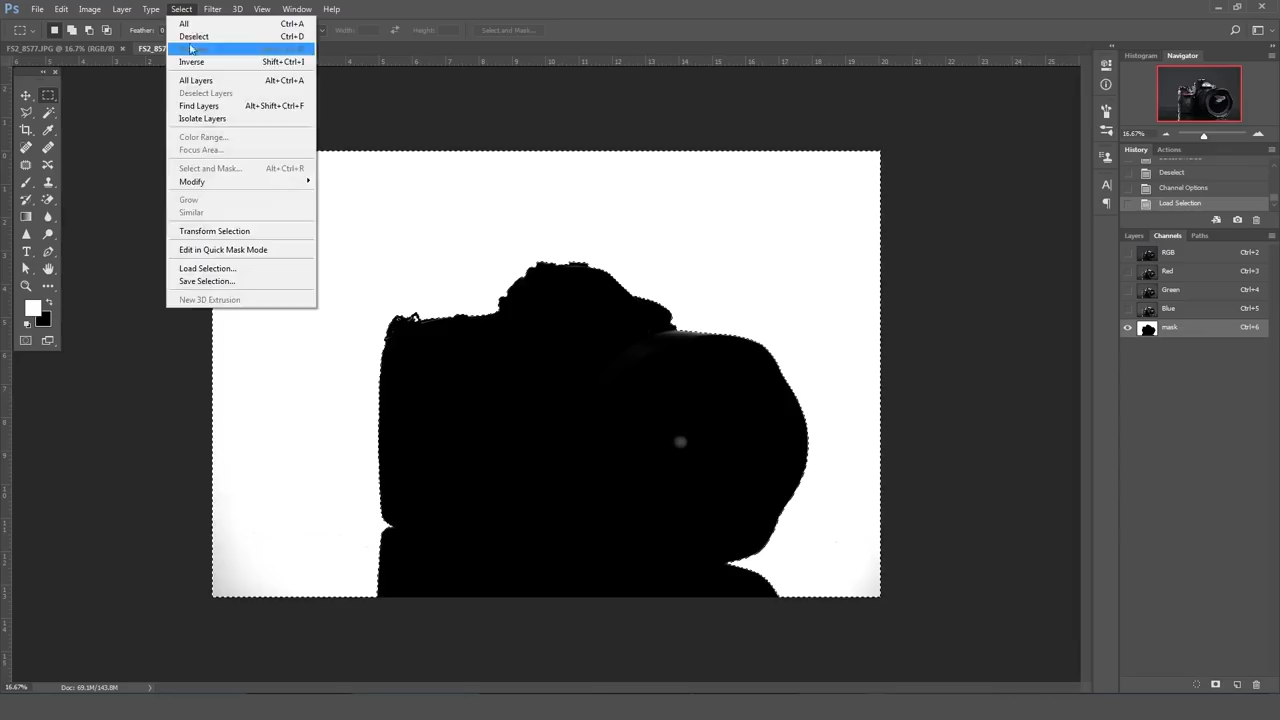 Ps File Edit Image Layer Type Select Filter 3D View Window Help
Feather: 0 Width: Height: Select and Mask...
FS2_8577.JPG @ 16.7% (RGB/8) × FS2_857
All Ctrl+A
Deselect Ctrl+D
Inverse Shift+Ctrl+I
All Layers Alt+Ctrl+A
Deselect Layers
Find Layers Alt+Shift+Ctrl+F
Isolate Layers
Color Range...
Focus Area...
Select and Mask... Alt+Ctrl+R
Modify
Grow
Similar
Transform Selection
Edit in Quick Mask Mode
Load Selection...
Save Selection...
New 3D Extrusion
Histogram Navigator
16.67%
History Actions
Deselect
Channel Options
Load Selection
Layers Channels Paths
RGB Ctrl+2
Red Ctrl+3
Green Ctrl+4
Blue Ctrl+5
mask Ctrl+6
16.67% Doc: 69.1M/143.8M